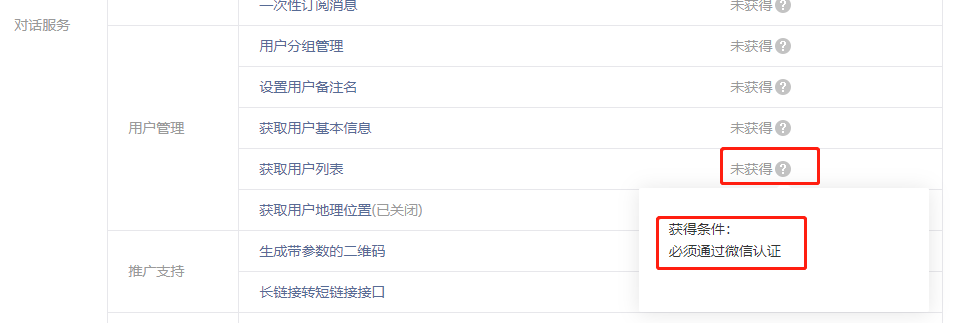 一次性订阅消息 未获得
对话服务
用户分组管理 未获得
设置用户备注名 未获得
用户管理
获取用户基本信息 未获得
获取用户列表 未获得
获取用户地理位置(已关闭)
获得条件：
必须通过微信认证
生成带参数的二维码
推广支持
长链接转短链接接口